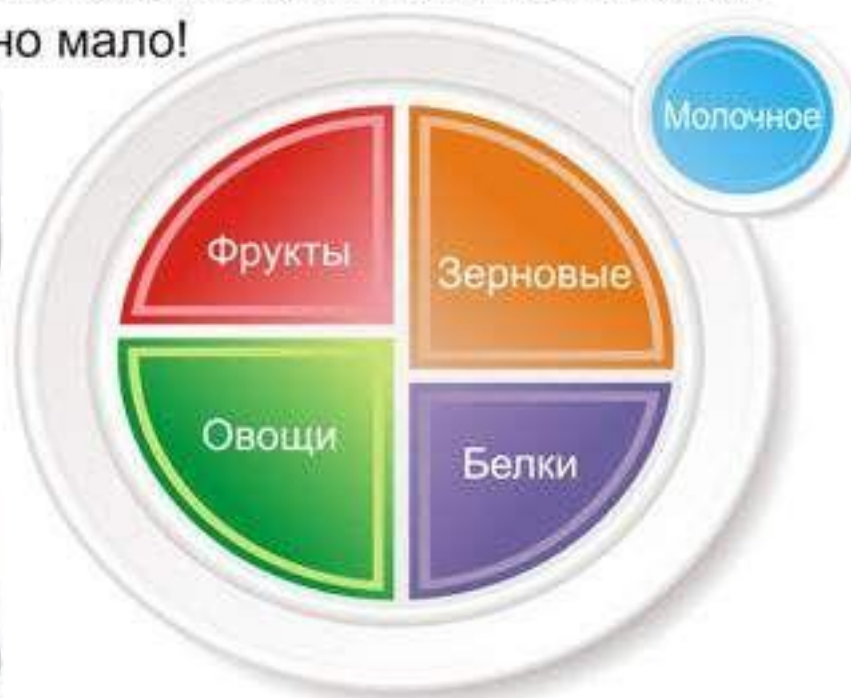 но мало!
Молочное
Фрукты
Зерновые
Овощи
Белки